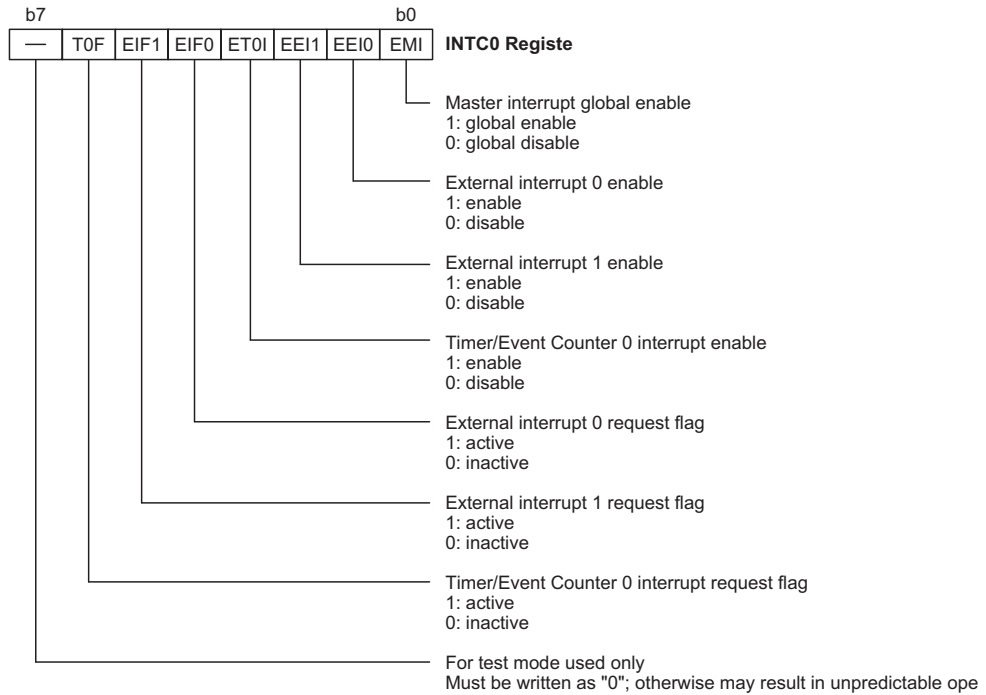 b7 b0
— T0F EIF1 EIF0 ET0I EEI1 EEI0 EMI INTC0 Registe
Master interrupt global enable
1: global enable
0: global disable
External interrupt 0 enable
1: enable
0: disable
External interrupt 1 enable
1: enable
0: disable
Timer/Event Counter 0 interrupt enable
1: enable
0: disable
External interrupt 0 request flag
1: active
0: inactive
External interrupt 1 request flag
1: active
0: inactive
Timer/Event Counter 0 interrupt request flag
1: active
0: inactive
For test mode used only
Must be written as "0"; otherwise may result in unpredictable ope